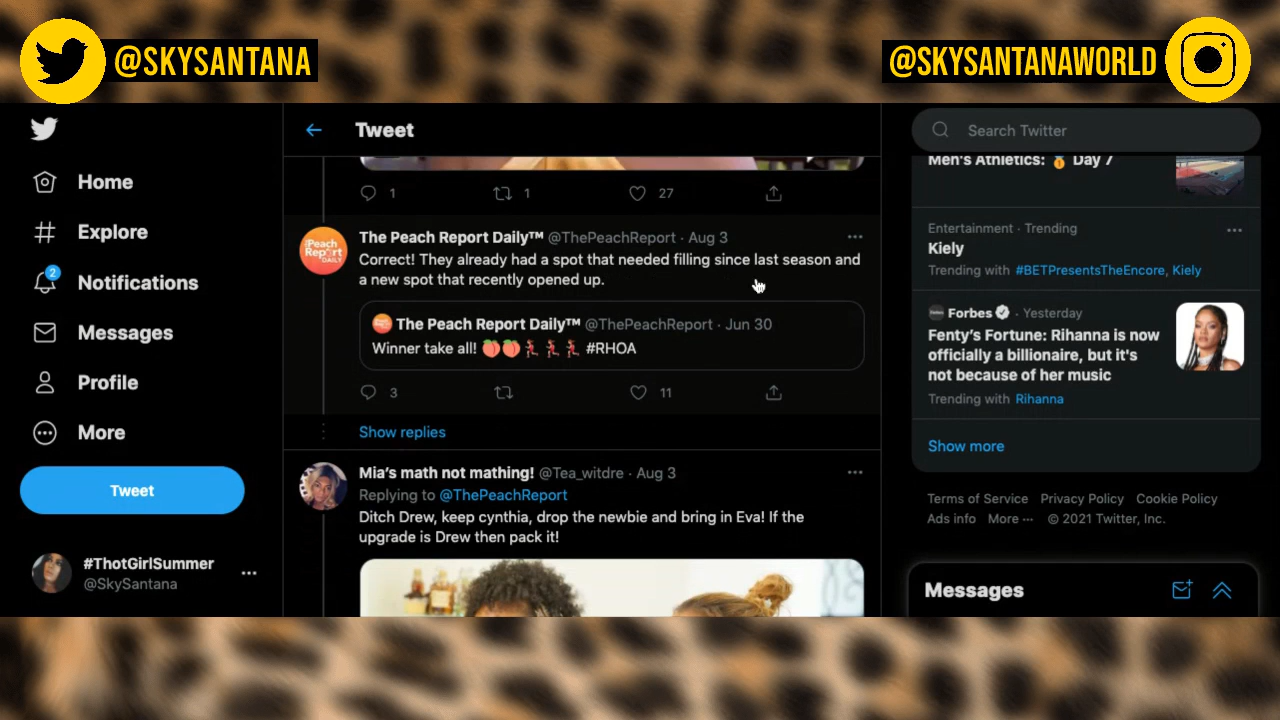 @SKYSANTANA
@SKYSANTANAWORLD
Home
Explore
2
Notifications
Messages
Profile
More
Tweet
#ThotGirlSummer
@SkySantana
Tweet
1
1
27
Peach
Report
DAILY
The Peach Report Daily™ @ThePeachReport · Aug 3
Correct! They already had a spot that needed filling since last season and
a new spot that recently opened up.
The Peach Report Daily™ @ThePeachReport · Jun 30
Winner take all! 🍑🍑💃🏿💃🏿💃🏿 #RHOA
3
11
Show replies
Mia's math not mathing! @Tea_witdre · Aug 3
Replying to @ThePeachReport
Ditch Drew, keep cynthia, drop the newbie and bring in Eva! If the
upgrade is Drew then pack it!
Search Twitter
Men's Athletics: 🏅 Day 7
Entertainment · Trending
Kiely
Trending with #BETPresentsTheEncore, Kiely
Forbes · Yesterday
Fenty's Fortune: Rihanna is now
officially a billionaire, but it's
not because of her music
Trending with Rihanna
Show more
Terms of Service Privacy Policy Cookie Policy
Ads info More ··· © 2021 Twitter, Inc.
Messages